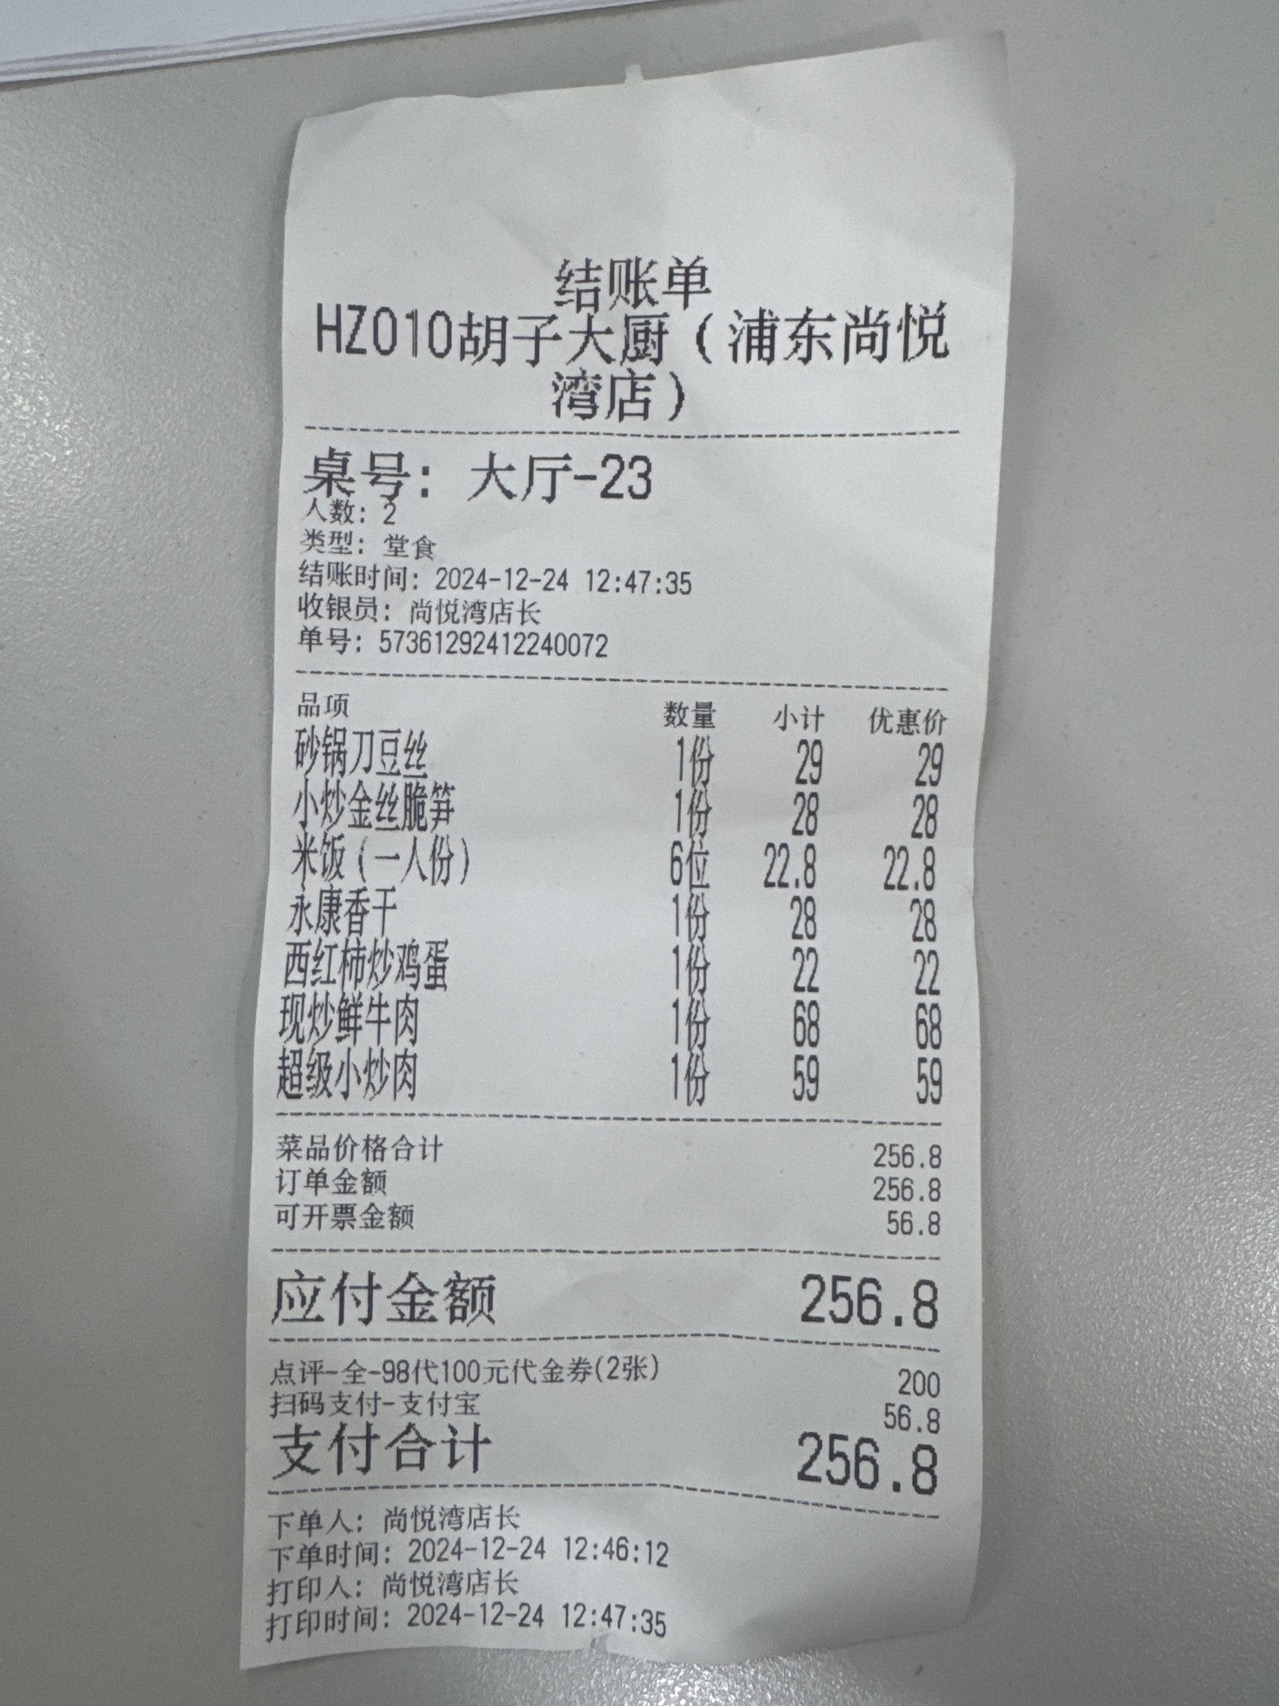 结账单
HZ010胡子大厨（浦东尚悦
湾店）
桌号：大厅-23
人数：2
类型：堂食
结账时间：2024-12-24 12:47:35
收银员：尚悦湾店长
单号：57361292412240072
品项 数量 小计 优惠价
砂锅刀豆丝 1份 29 29
小炒金丝脆笋 1份 28 28
米饭（一人份） 6位 22.8 22.8
永康香干 1份 28 28
西红柿炒鸡蛋 1份 22 22
现炒鲜牛肉 1份 68 68
超级小炒肉 1份 59 59
菜品价格合计 256.8
订单金额 256.8
可开票金额 56.8
应付金额 256.8
点评-全-98代100元代金券(2张) 200
扫码支付-支付宝 56.8
支付合计 256.8
下单人：尚悦湾店长
下单时间：2024-12-24 12:46:12
打印人：尚悦湾店长
打印时间：2024-12-24 12:47:35